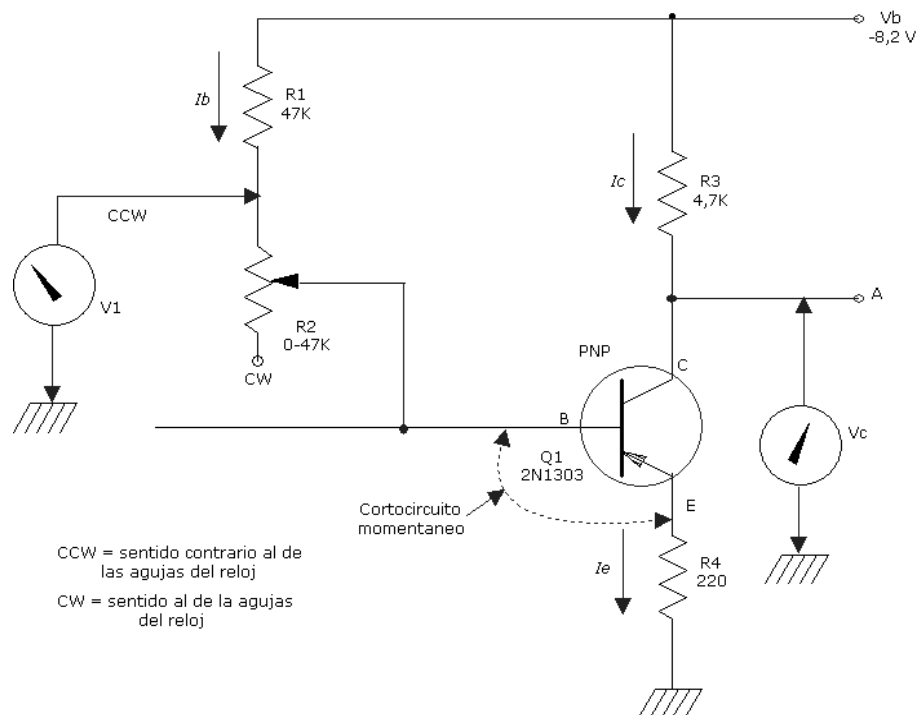 Vb
-8,2 V
Ib
R1
47K
Ic
R3
4,7K
CCW
V1
A
R2
0-47K
CW
PNP
C
B
Q1
2N1303
Vc
E
Cortocircuito
momentaneo
Ie
R4
220
CCW = sentido contrario al de
las agujas del reloj
CW = sentido al de la agujas
del reloj